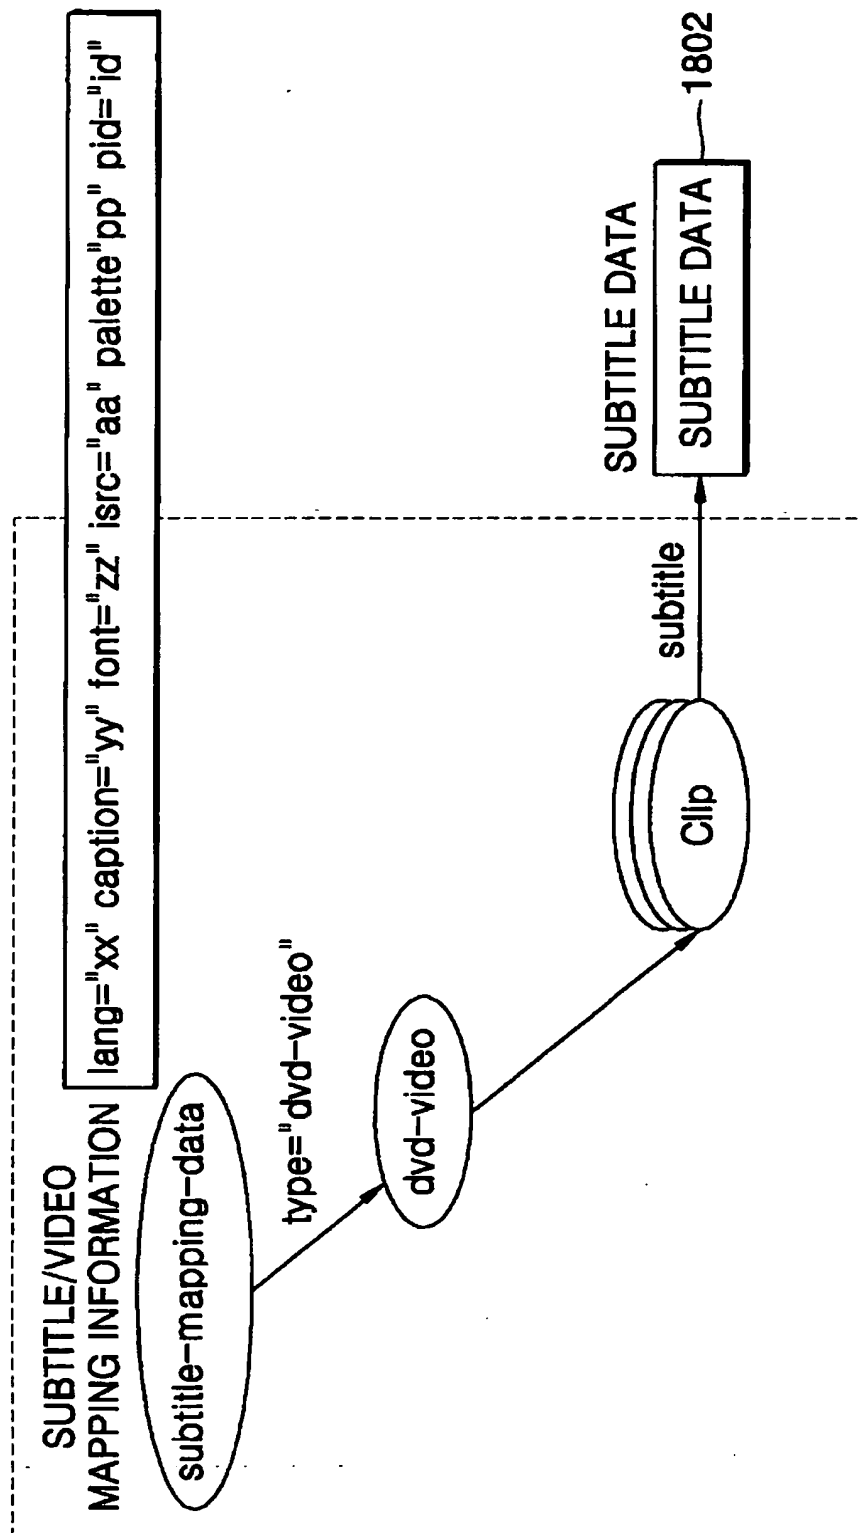 SUBTITLE/VIDEO
MAPPING INFORMATION
lang="xx" caption="yy" font="zz" isrc="aa" palette"pp" pid="id"
subtitle-mapping-data
type="dvd-video"
dvd-video
Clip
subtitle
SUBTITLE DATA
SUBTITLE DATA
1802